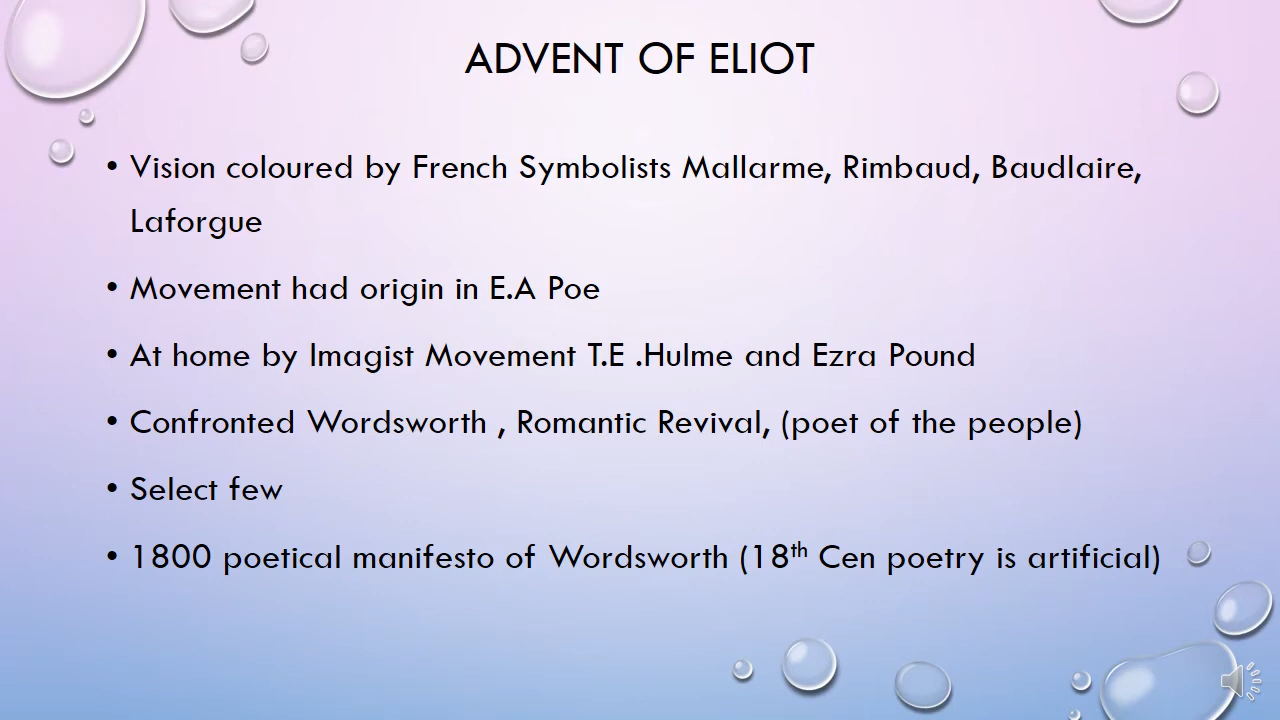 ADVENT OF ELIOT
• Vision coloured by French Symbolists Mallarme, Rimbaud, Baudlaire,
Laforgue
• Movement had origin in E.A Poe
• At home by Imagist Movement T.E .Hulme and Ezra Pound
• Confronted Wordsworth , Romantic Revival, (poet of the people)
• Select few
• 1800 poetical manifesto of Wordsworth (18th Cen poetry is artificial)